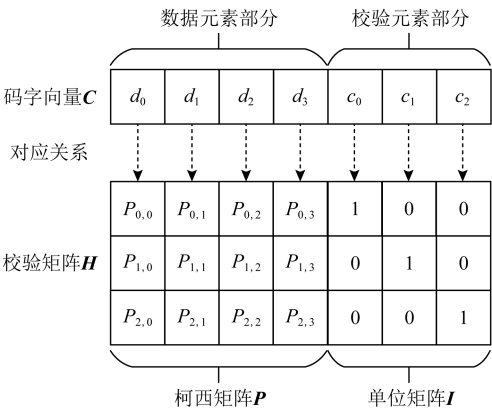 数据元素部分 校验元素部分
码字向量C d0 d1 d2 d3 c0 c1 c2
对应关系
P0,0 P0,1 P0,2 P0,3 1 0 0
校验矩阵H P1,0 P1,1 P1,2 P1,3 0 1 0
P2,0 P2,1 P2,2 P2,3 0 0 1
柯西矩阵P 单位矩阵I